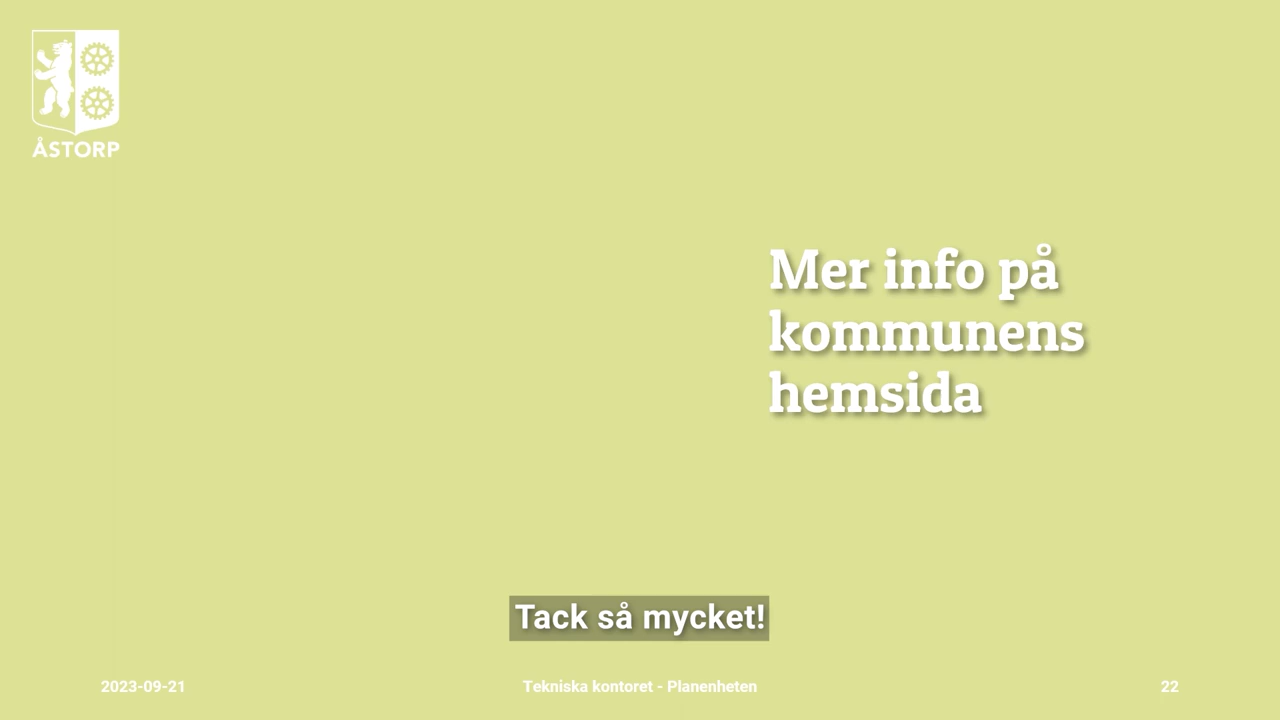 ÅSTORP
Mer info på
kommunens
hemsida
Tack så mycket!
2023-09-21
Tekniska kontoret - Planenheten
22